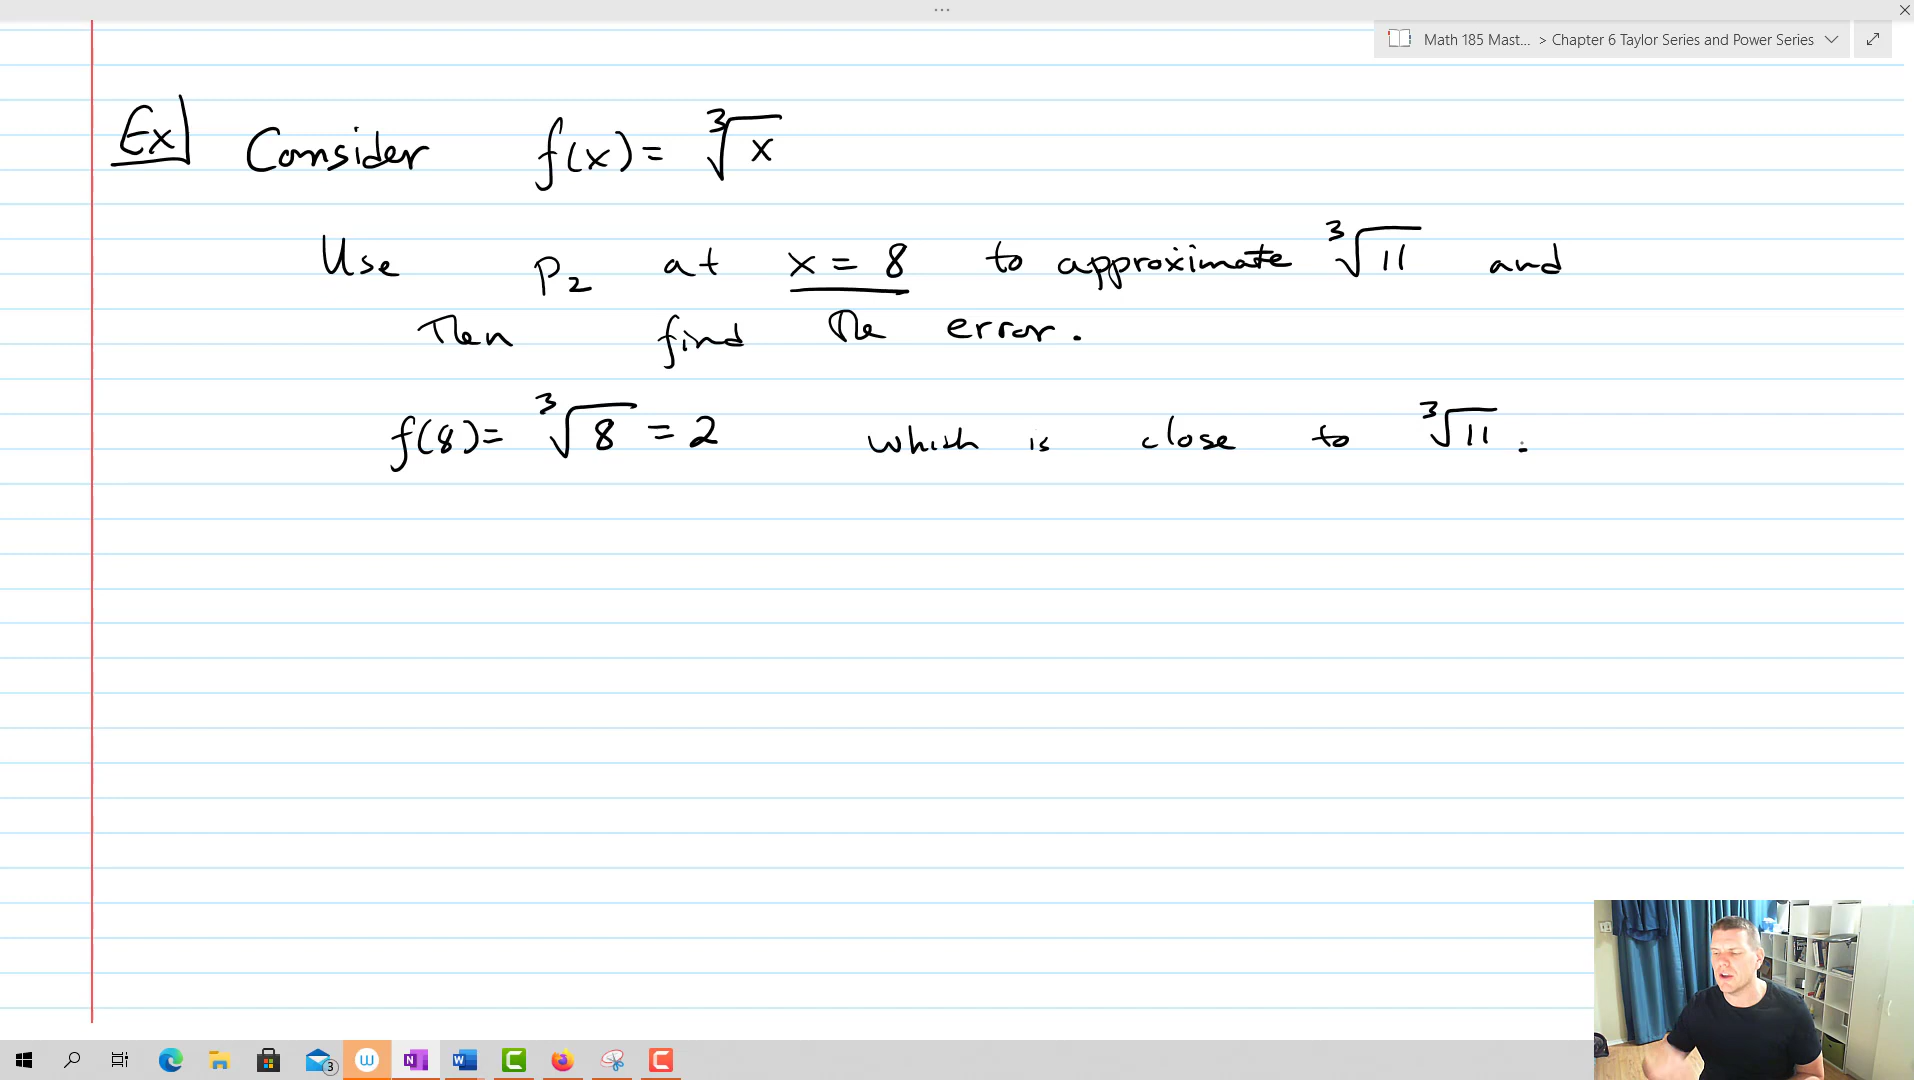 Math 185 Mast... > Chapter 6 Taylor Series and Power Series
Ex Consider f(x) = ∛x
Use p₂ at x = 8 to approximate ∛11 and
then find the error.
f(8) = ∛8 = 2 which is close to ∛11.
3